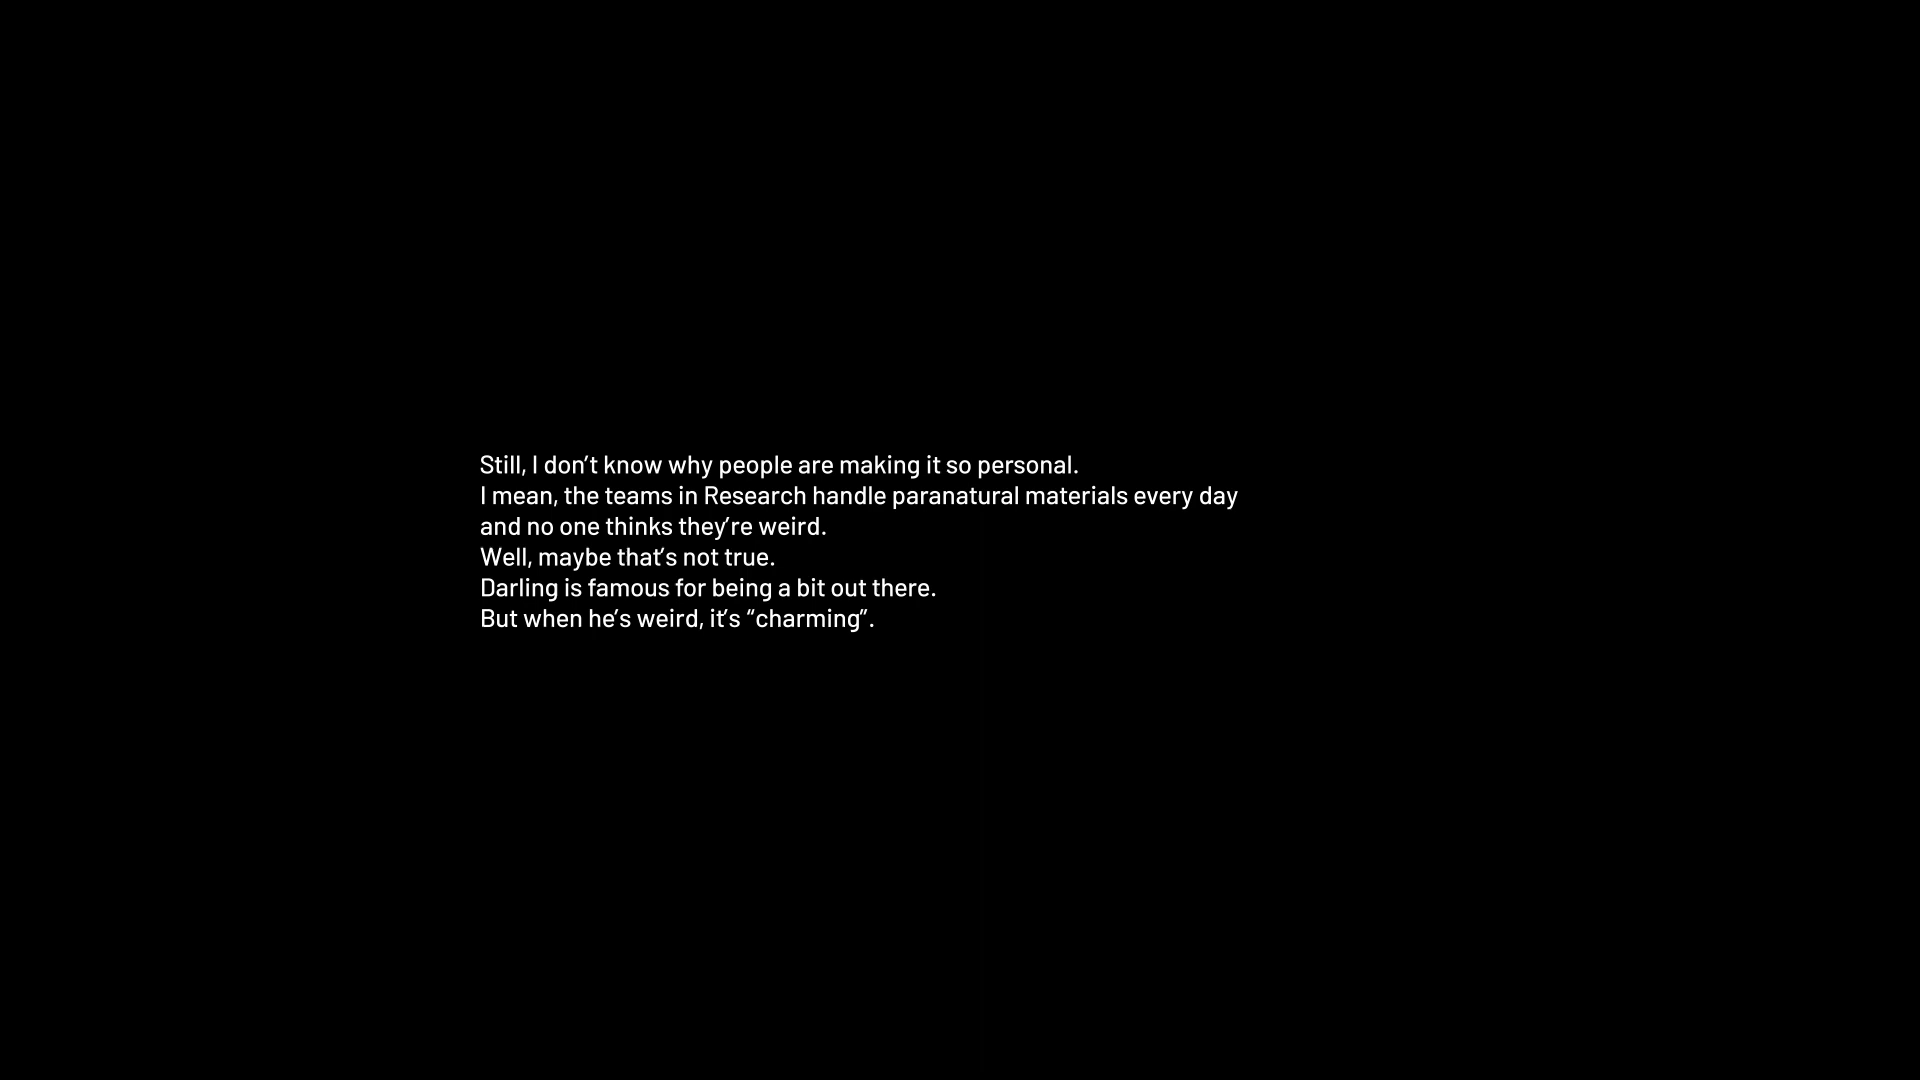 Still, I don’t know why people are making it so personal.
I mean, the teams in Research handle paranatural materials every day
and no one thinks they’re weird.
Well, maybe that’s not true.
Darling is famous for being a bit out there.
But when he’s weird, it’s “charming”.